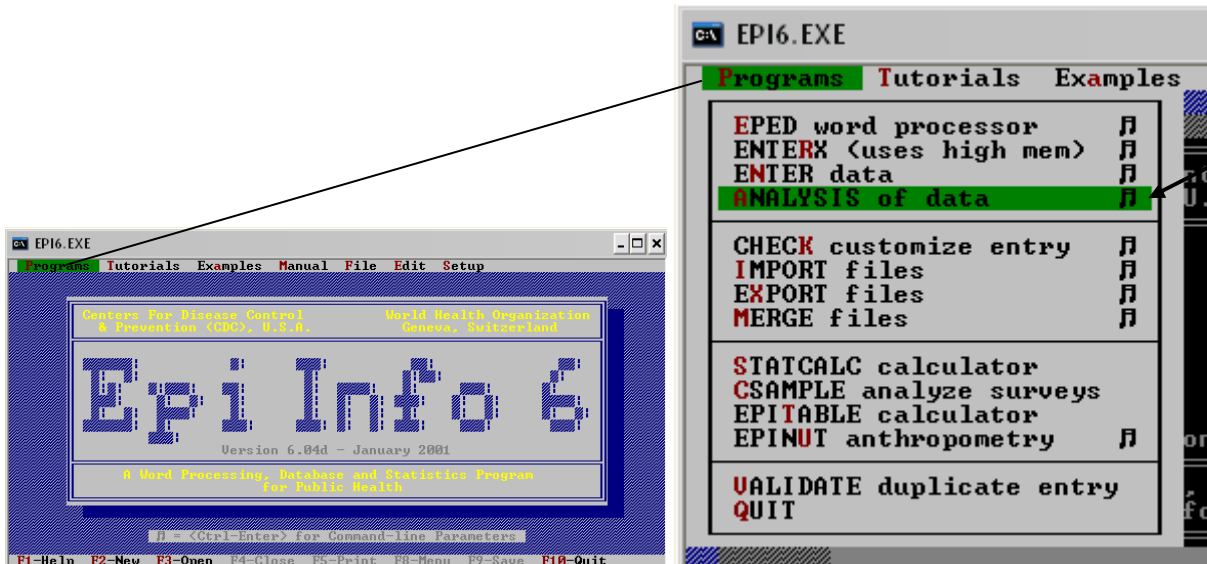 EPI6.EXE
Programs Tutorials Examples
EPED word processor ♬
ENTERX (uses high mem) ♬
ENTER data ♬
ANALYSIS of data ♬
CHECK customize entry ♬
IMPORT files ♬
EXPORT files ♬
MERGE files ♬
STATCALC calculator
CSAMPLE analyze surveys
EPITABLE calculator
EPINUT anthropometry ♬
VALIDATE duplicate entry
QUIT
EPI6.EXE
Programs Tutorials Examples Manual File Edit Setup
Centers For Disease Control
& Prevention (CDC), U.S.A.
World Health Organization
Geneva, Switzerland
Epi Info 6
Version 6.04d - January 2001
A Word Processing, Database and Statistics Program
for Public Health
♬ = <Ctrl-Enter> for Command-line Parameters
F1-Help F2-New F3-Open F4-Close F5-Print F8-Menu F9-Save F10-Quit